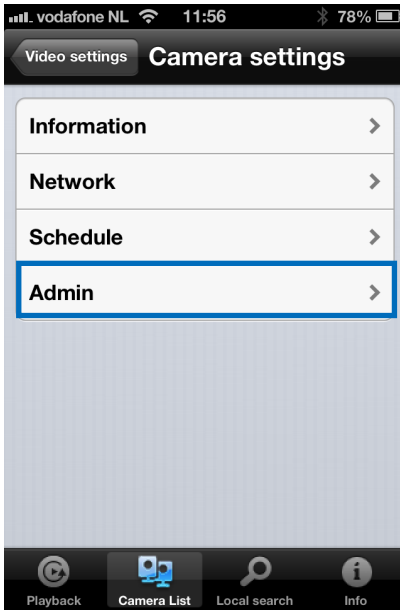 vodafone NL 11:56 78%
Video settings Camera settings
Information
Network
Schedule
Admin
Playback Camera List Local search Info